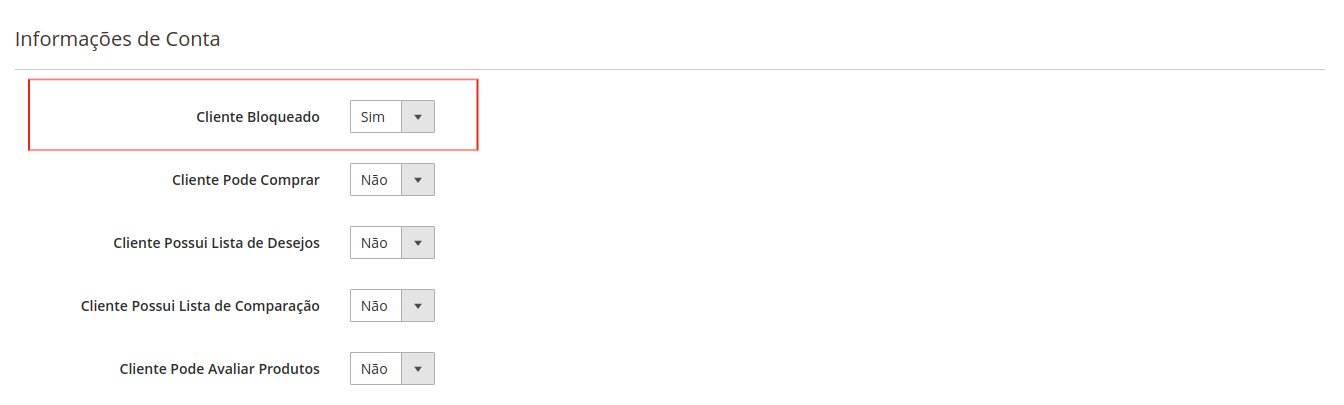 Informações de Conta
Cliente Bloqueado Sim
Cliente Pode Comprar Não
Cliente Possui Lista de Desejos Não
Cliente Possui Lista de Comparação Não
Cliente Pode Avaliar Produtos Não